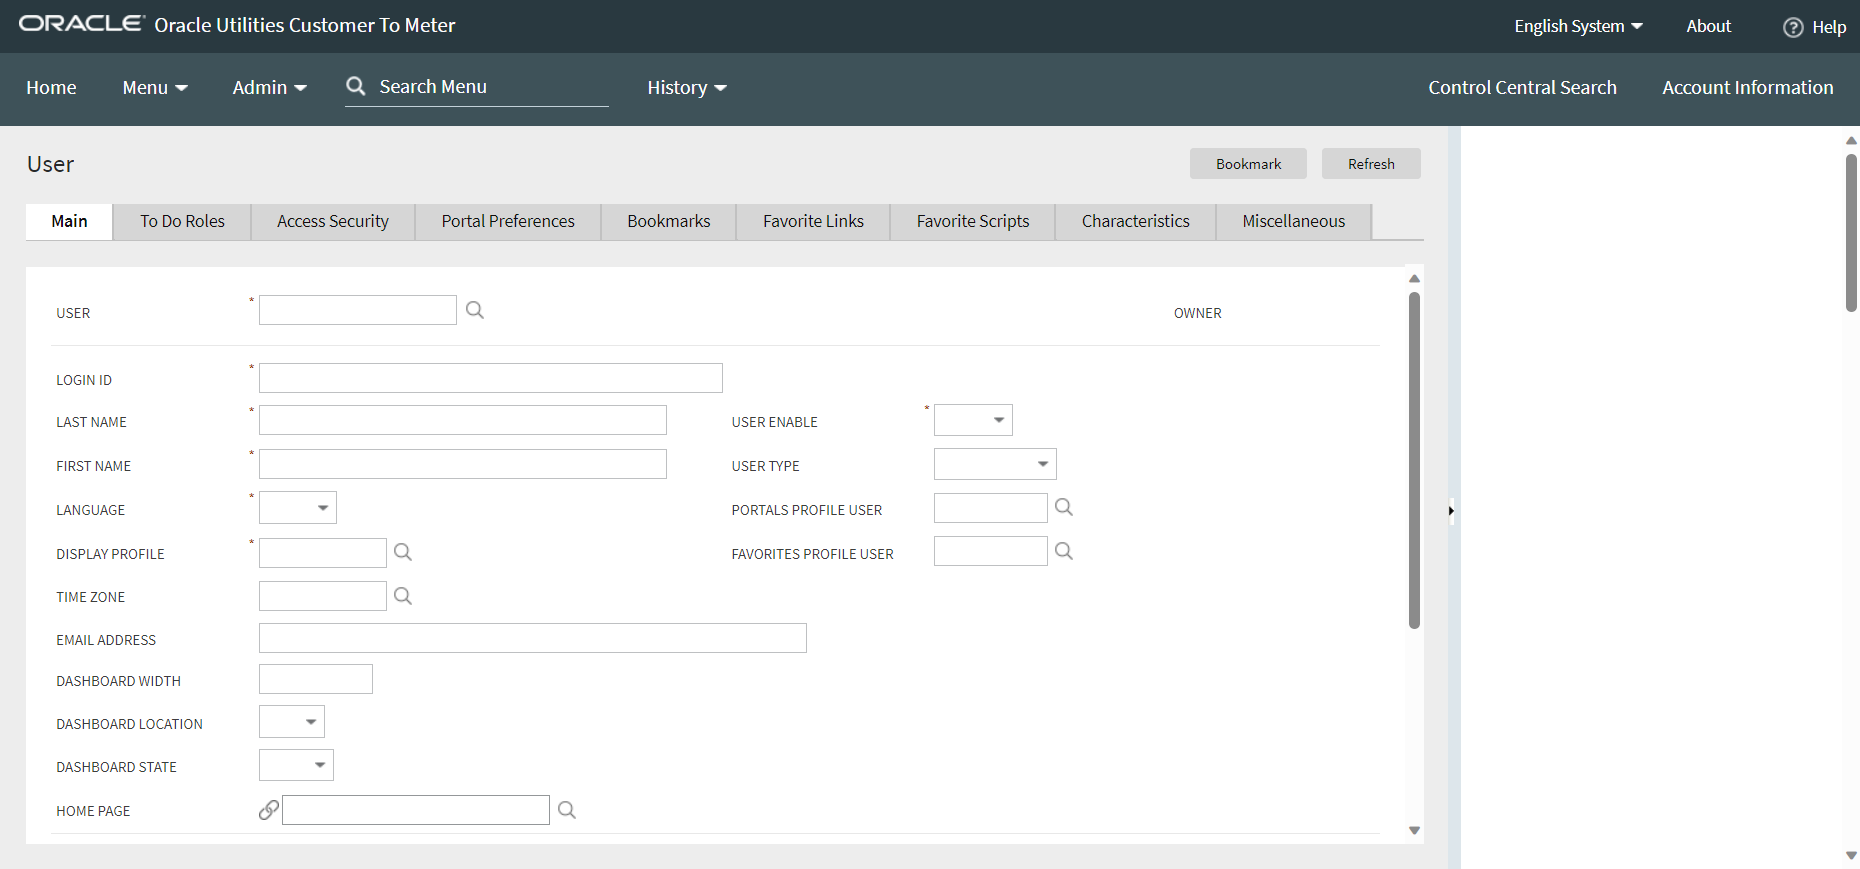 ORACLE Oracle Utilities Customer To Meter English System About Help
Home Menu Admin Search Menu History Control Central Search Account Information
User Bookmark Refresh
Main To Do Roles Access Security Portal Preferences Bookmarks Favorite Links Favorite Scripts Characteristics Miscellaneous
USER * OWNER
LOGIN ID *
LAST NAME * USER ENABLE *
FIRST NAME * USER TYPE
LANGUAGE * PORTALS PROFILE USER
DISPLAY PROFILE * FAVORITES PROFILE USER
TIME ZONE
EMAIL ADDRESS
DASHBOARD WIDTH
DASHBOARD LOCATION
DASHBOARD STATE
HOME PAGE